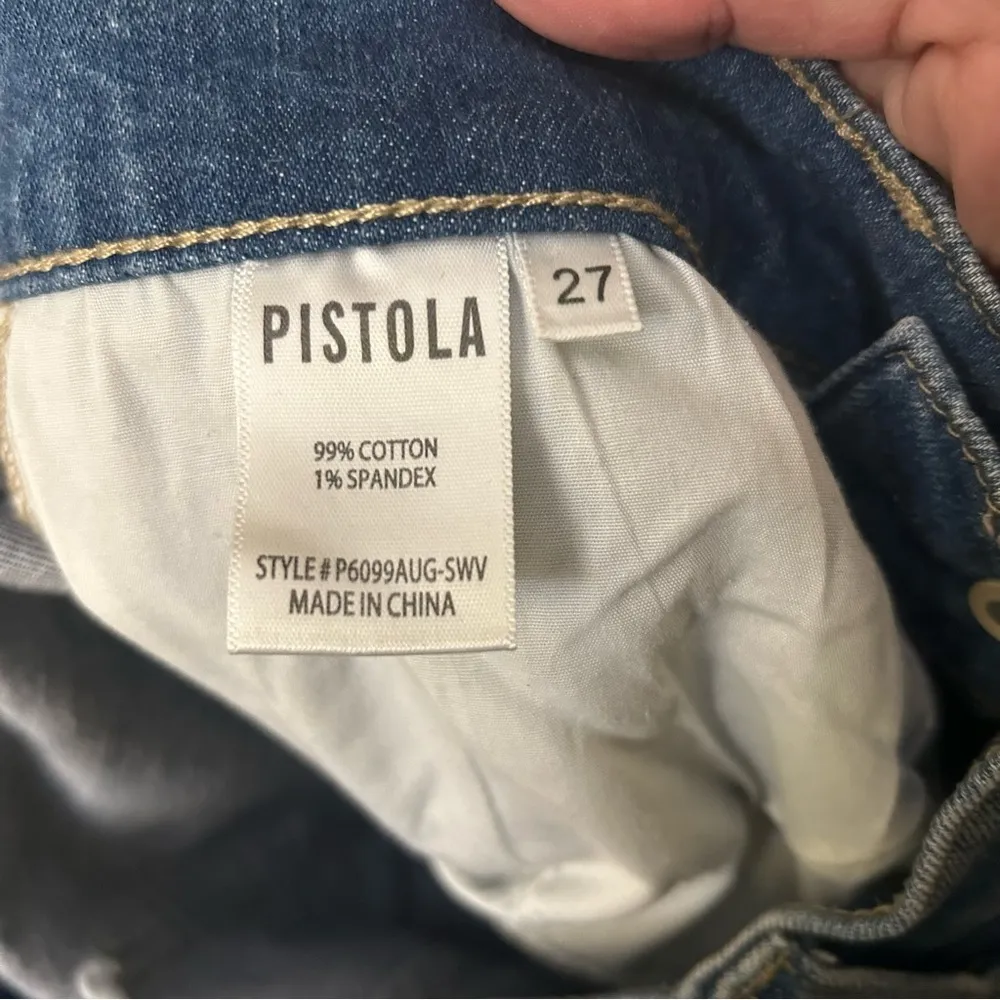 PISTOLA
27
99% COTTON
1% SPANDEX
STYLE # P6099AUG-SWV
MADE IN CHINA